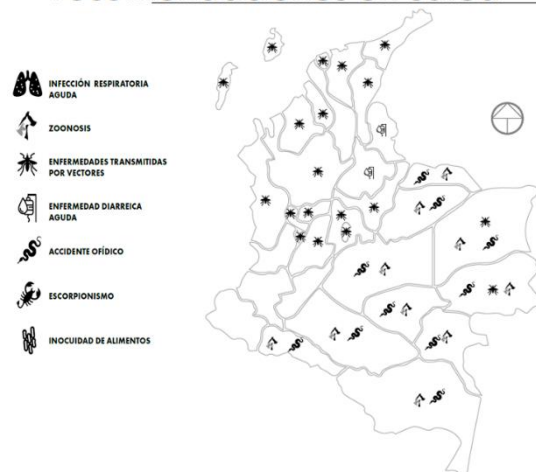 INFECCIÓN RESPIRATORIA
AGUDA
ZOONOSIS
ENFERMEDADES TRANSMITIDAS
POR VECTORES
ENFERMEDAD DIARREICA
AGUDA
ACCIDENTE OFÍDICO
ESCORPIONISMO
INOCUIDAD DE ALIMENTOS